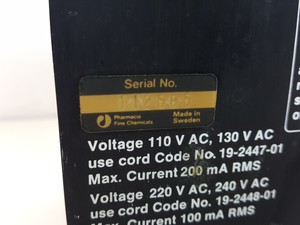 Serial No.
Pharmacia
Fine Chemicals
Made in
Sweden
Voltage 110 V AC, 130 V AC
use cord Code No. 19-2447-01
Max. Current 200 mA RMS
Voltage 220 V AC, 240 V AC
use cord Code No. 19-2448-01
Max. Current 100 mA RMS